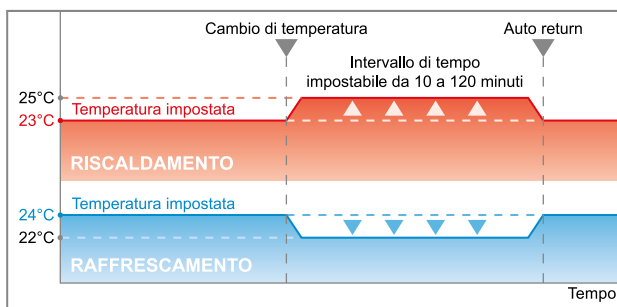 Cambio di temperatura
Auto return
Intervallo di tempo
impostabile da 10 a 120 minuti
25°C
Temperatura impostata
23°C
RISCALDAMENTO
Temperatura impostata
24°C
22°C
RAFFRESCAMENTO
Tempo